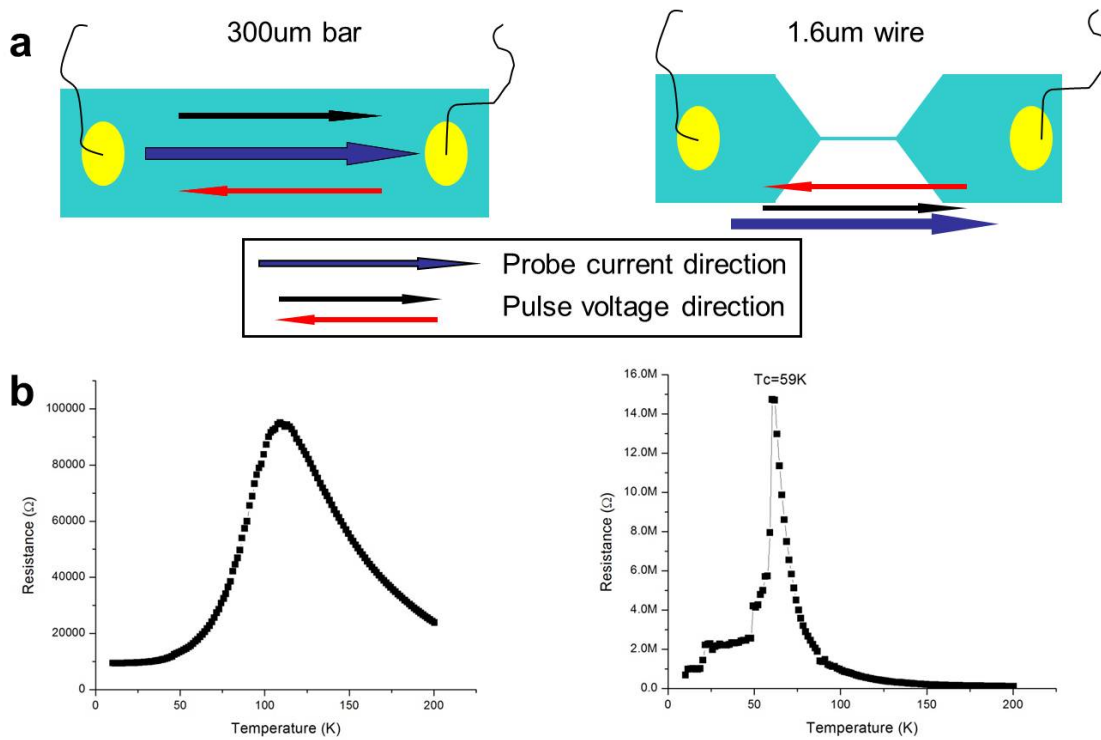 a
300um bar
1.6um wire
Probe current direction
Pulse voltage direction
b
100000
80000
60000
40000
20000
0
Resistance (Ω)
0 50 100 150 200
Temperature (K)
Tc=59K
16.0M
14.0M
12.0M
10.0M
8.0M
6.0M
4.0M
2.0M
0.0
Resistance (Ω)
0 50 100 150 200
Temperature (K)